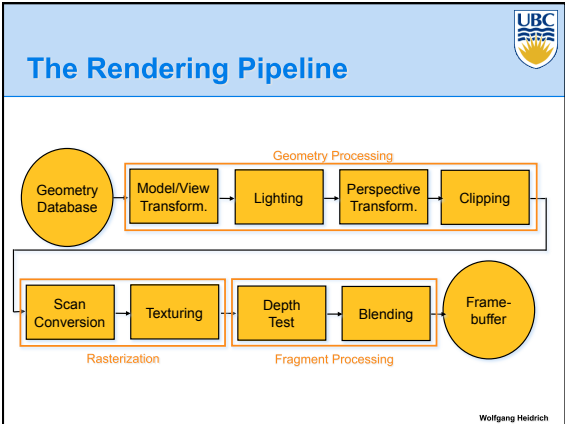 UBC
The Rendering Pipeline
Geometry Processing
Geometry
Database
Model/View
Transform.
Lighting
Perspective
Transform.
Clipping
Scan
Conversion
Texturing
Depth
Test
Blending
Frame-
buffer
Rasterization
Fragment Processing
Wolfgang Heidrich